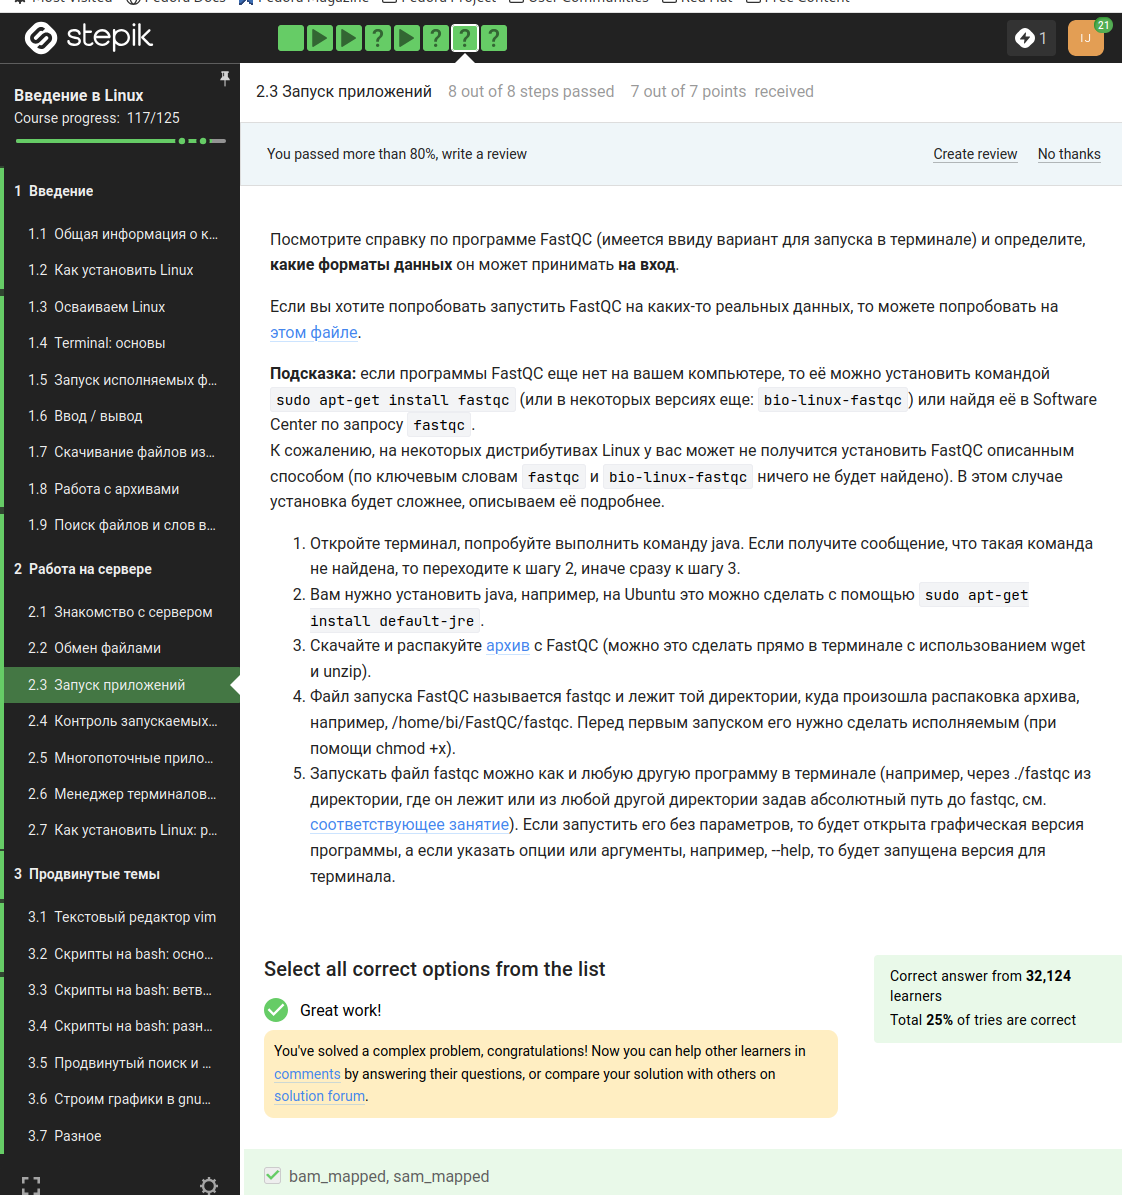 Most Visited Fedora Docs Fedora Magazine Fedora Project User Communities Red Hat Free Content
stepik
? ? ? ?
1
IJ
21
Введение в Linux
Course progress: 117/125
1 Введение
1.1 Общая информация о к...
1.2 Как установить Linux
1.3 Осваиваем Linux
1.4 Terminal: основы
1.5 Запуск исполняемых ф...
1.6 Ввод / вывод
1.7 Скачивание файлов из...
1.8 Работа с архивами
1.9 Поиск файлов и слов в...
2 Работа на сервере
2.1 Знакомство с сервером
2.2 Обмен файлами
2.3 Запуск приложений
2.4 Контроль запускаемых...
2.5 Многопоточные прило...
2.6 Менеджер терминалов...
2.7 Как установить Linux: р...
3 Продвинутые темы
3.1 Текстовый редактор vim
3.2 Скрипты на bash: осно...
3.3 Скрипты на bash: ветв...
3.4 Скрипты на bash: разн...
3.5 Продвинутый поиск и ...
3.6 Строим графики в gnu...
3.7 Разное
2.3 Запуск приложений 8 out of 8 steps passed 7 out of 7 points received
You passed more than 80%, write a review Create review No thanks
Посмотрите справку по программе FastQC (имеется ввиду вариант для запуска в терминале) и определите,
какие форматы данных он может принимать на вход.
Если вы хотите попробовать запустить FastQC на каких-то реальных данных, то можете попробовать на
этом файле.
Подсказка: если программы FastQC еще нет на вашем компьютере, то её можно установить командой
sudo apt-get install fastqc (или в некоторых версиях еще: bio-linux-fastqc ) или найдя её в Software
Center по запросу fastqc .
К сожалению, на некоторых дистрибутивах Linux у вас может не получится установить FastQC описанным
способом (по ключевым словам fastqc и bio-linux-fastqc ничего не будет найдено). В этом случае
установка будет сложнее, описываем её подробнее.
1. Откройте терминал, попробуйте выполнить команду java. Если получите сообщение, что такая команда
не найдена, то переходите к шагу 2, иначе сразу к шагу 3.
2. Вам нужно установить java, например, на Ubuntu это можно сделать с помощью sudo apt-get
install default-jre .
3. Скачайте и распакуйте архив с FastQC (можно это сделать прямо в терминале с использованием wget
и unzip).
4. Файл запуска FastQC называется fastqc и лежит той директории, куда произошла распаковка архива,
например, /home/bi/FastQC/fastqc. Перед первым запуском его нужно сделать исполняемым (при
помощи chmod +x).
5. Запускать файл fastqc можно как и любую другую программу в терминале (например, через ./fastqc из
директории, где он лежит или из любой другой директории задав абсолютный путь до fastqc, см.
соответствующее занятие). Если запустить его без параметров, то будет открыта графическая версия
программы, а если указать опции или аргументы, например, --help, то будет запущена версия для
терминала.
Select all correct options from the list
Great work!
You've solved a complex problem, congratulations! Now you can help other learners in
comments by answering their questions, or compare your solution with others on
solution forum.
Correct answer from 32,124
learners
Total 25% of tries are correct
bam_mapped, sam_mapped